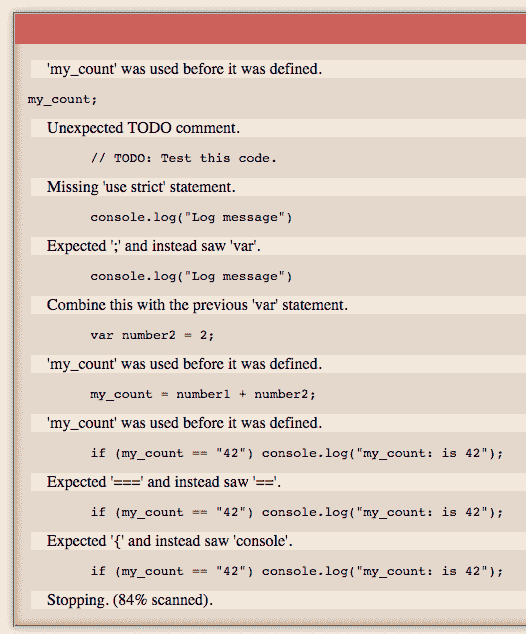 'my_count' was used before it was defined.
my_count;
Unexpected TODO comment.
// TODO: Test this code.
Missing 'use strict' statement.
console.log("Log message")
Expected ';' and instead saw 'var'.
console.log("Log message")
Combine this with the previous 'var' statement.
var number2 = 2;
'my_count' was used before it was defined.
my_count = number1 + number2;
'my_count' was used before it was defined.
if (my_count == "42") console.log("my_count: is 42");
Expected '===' and instead saw '=='.
if (my_count == "42") console.log("my_count: is 42");
Expected '{' and instead saw 'console'.
if (my_count == "42") console.log("my_count: is 42");
Stopping. (84% scanned).